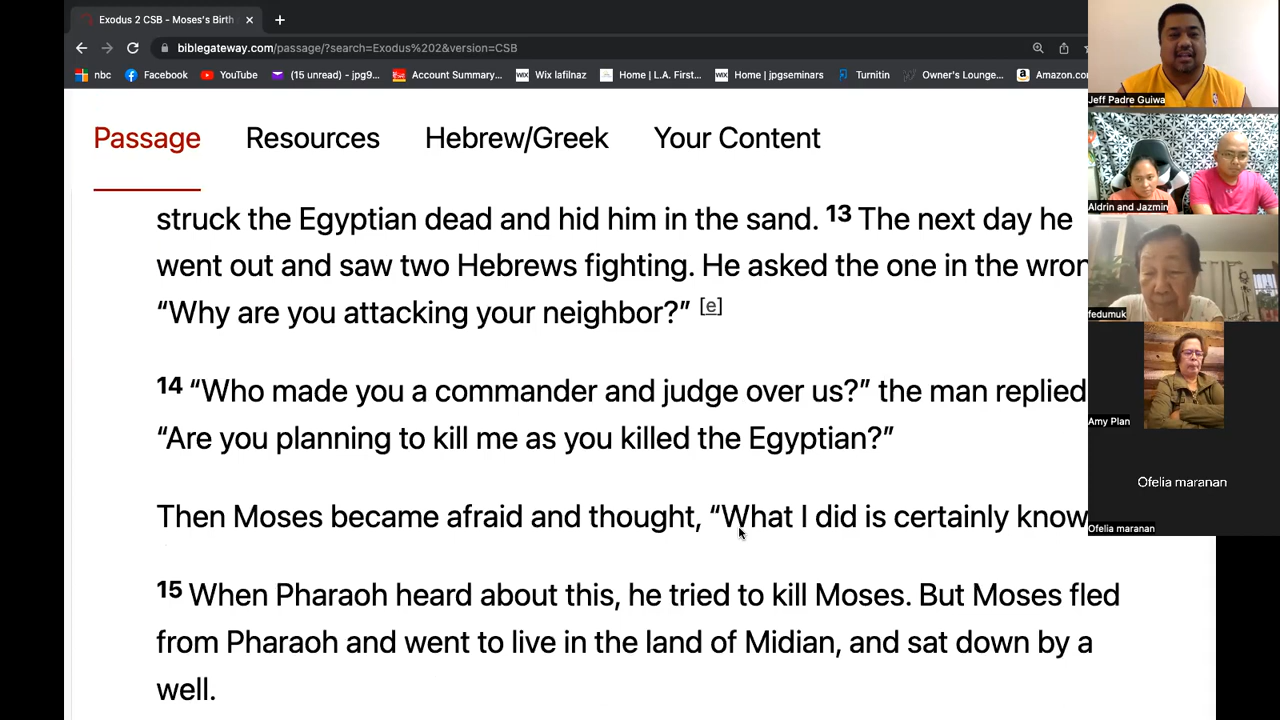 Exodus 2 CSB - Moses's Birth
biblegateway.com/passage/?search=Exodus%202&version=CSB
nbc Facebook YouTube (15 unread) - jpg9... Account Summary... Wix lafilnaz Home | L.A. First... Home | jpgseminars Turnitin Owner's Lounge... Amazon.co
Passage Resources Hebrew/Greek Your Content
struck the Egyptian dead and hid him in the sand. 13 The next day he
went out and saw two Hebrews fighting. He asked the one in the wron
“Why are you attacking your neighbor?” [e]
14 “Who made you a commander and judge over us?” the man replied
“Are you planning to kill me as you killed the Egyptian?”
Then Moses became afraid and thought, “What I did is certainly know
15 When Pharaoh heard about this, he tried to kill Moses. But Moses fled
from Pharaoh and went to live in the land of Midian, and sat down by a
well.
Jeff Padre Guiwa
Aldrin and Jazmin
fedumuk
Amy Plan
Ofelia maranan
Ofelia maranan